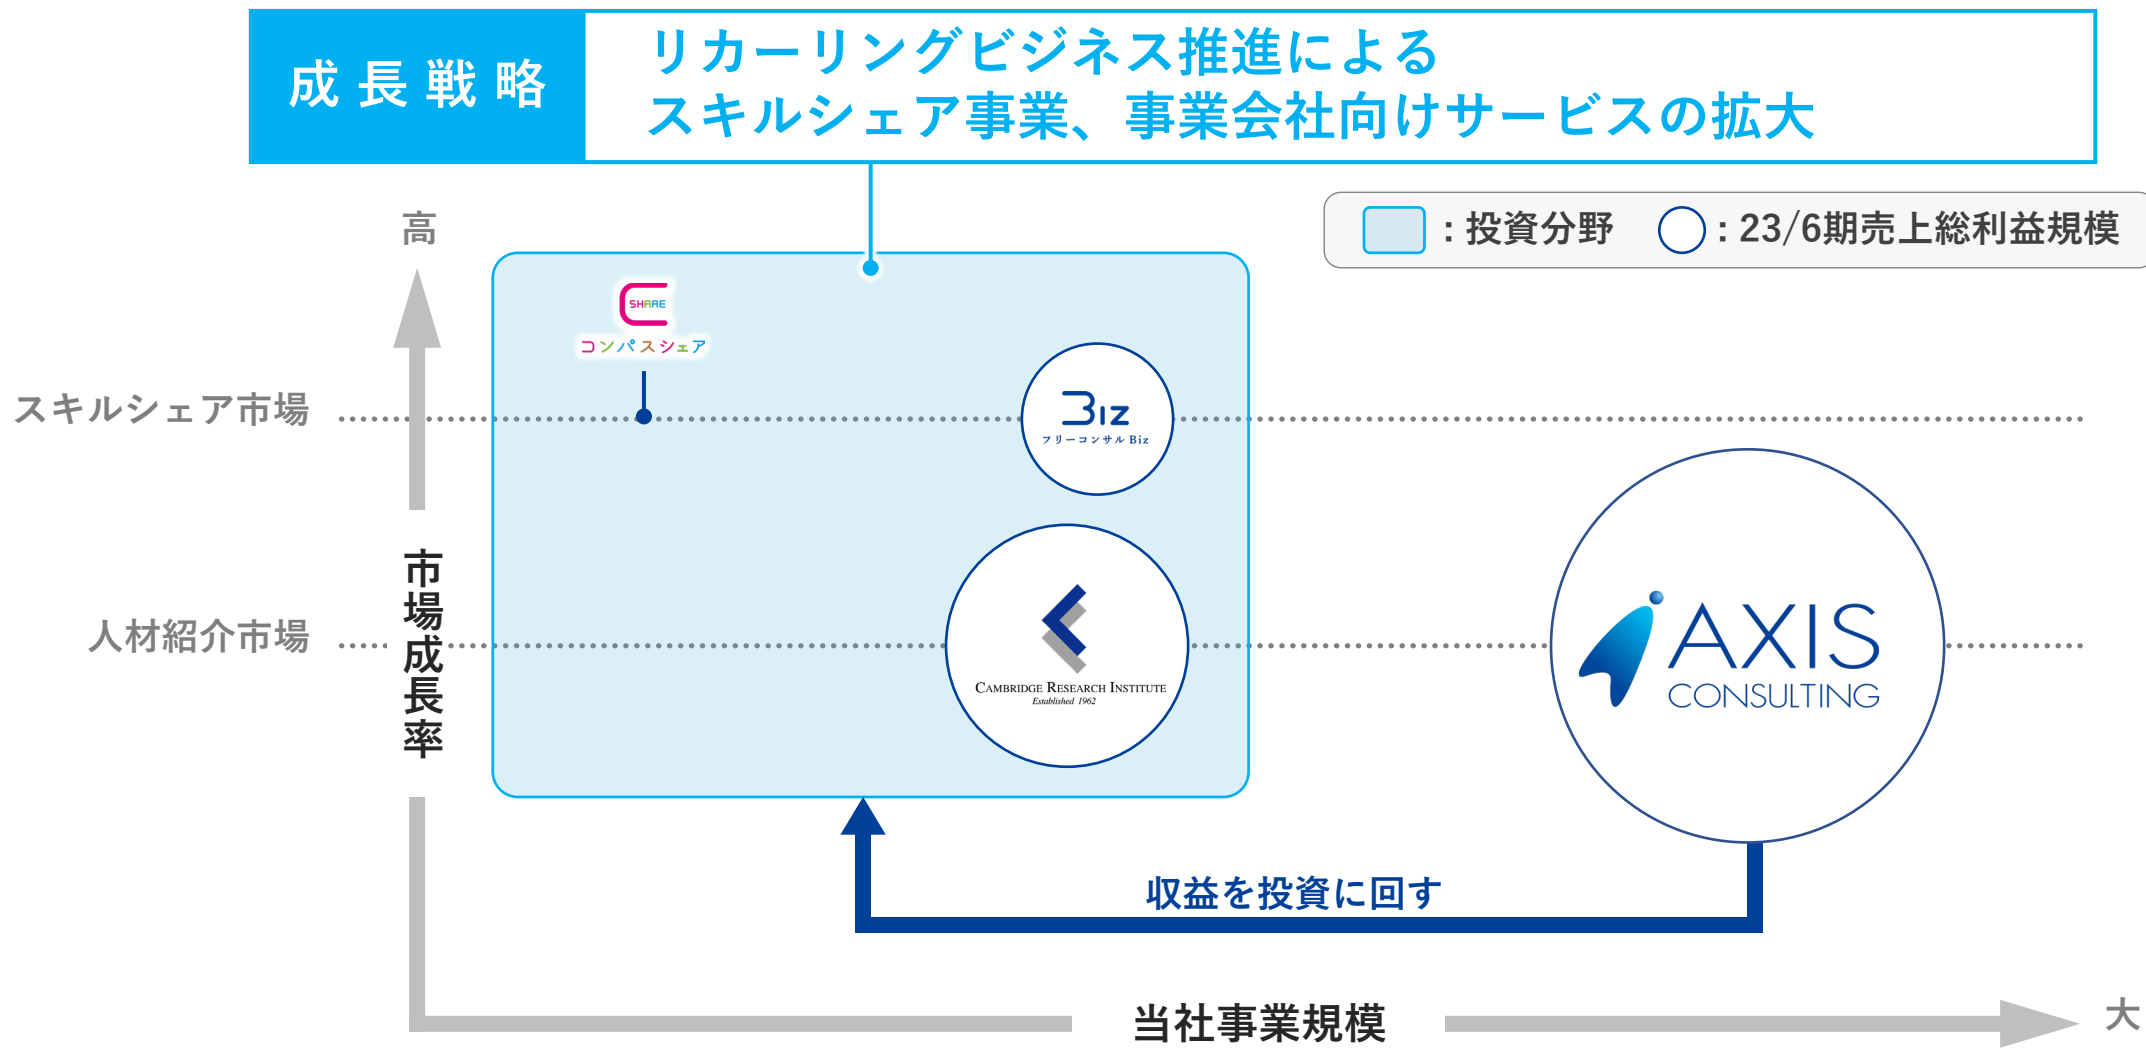 成長戦略
リカーリングビジネス推進による
スキルシェア事業、事業会社向けサービスの拡大
：投資分野
：23/6期売上総利益規模
高
SHARE
コンパスシェア
スキルシェア市場
Biz
フリーコンサルBiz
人材紹介市場
市場成長率
CAMBRIDGE RESEARCH INSTITUTE
Established 1962
AXIS
CONSULTING
収益を投資に回す
当社事業規模
大